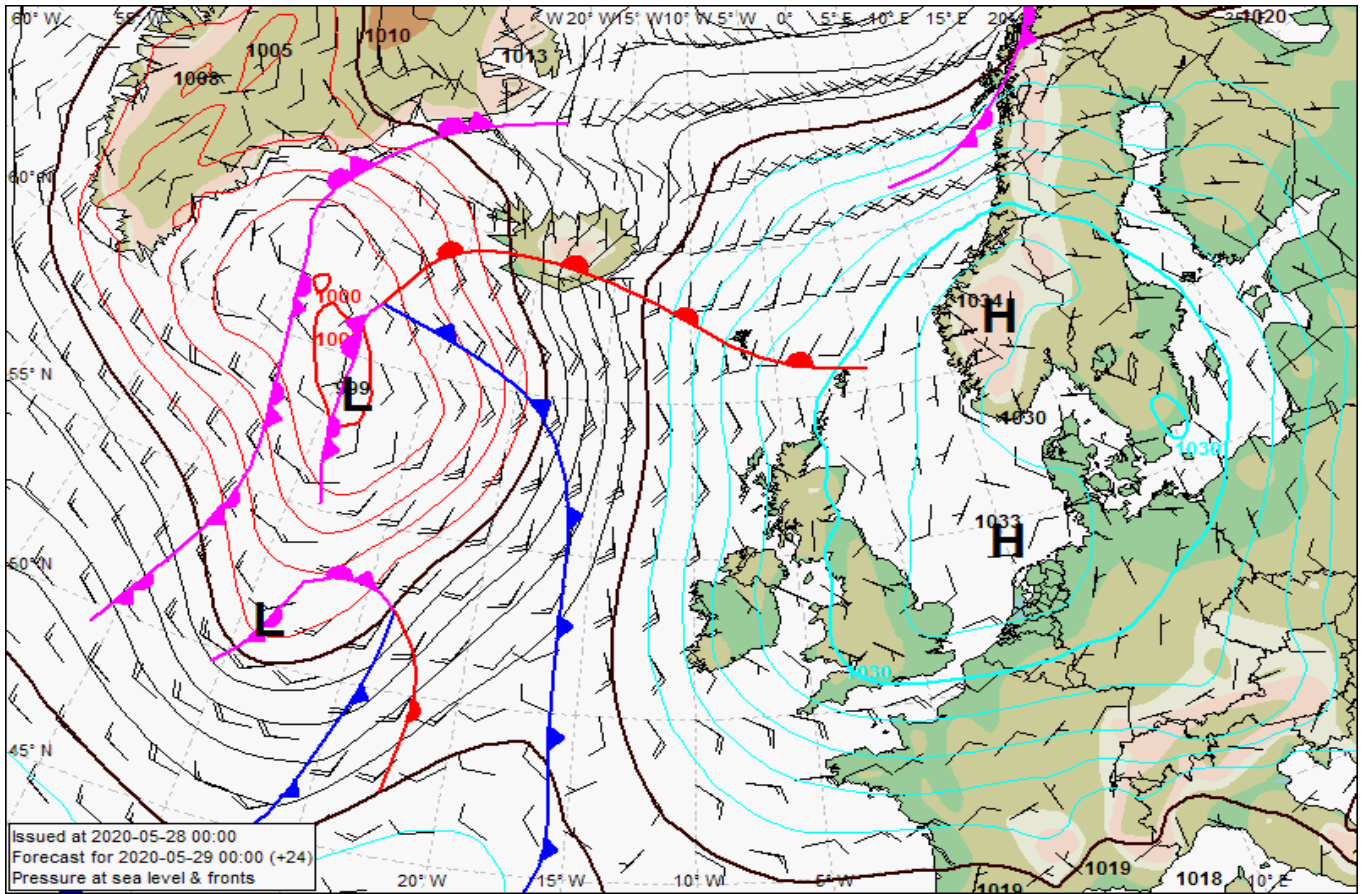 60° W
55° W
W20° W
15° W
10° W
5° W
0°
5° E
10° E
15° E
20°
1020
1005
1010
1013
1008
60° N
1000
1034
H
55° N
999
L
1030
1030
1033
H
50° N
L
1030
45° N
Issued at 2020-05-28 00:00
Forecast for 2020-05-29 00:00 (+24)
Pressure at sea level & fronts
20° W
15° W
10° W
5° W
1019
1019
1018
10° E